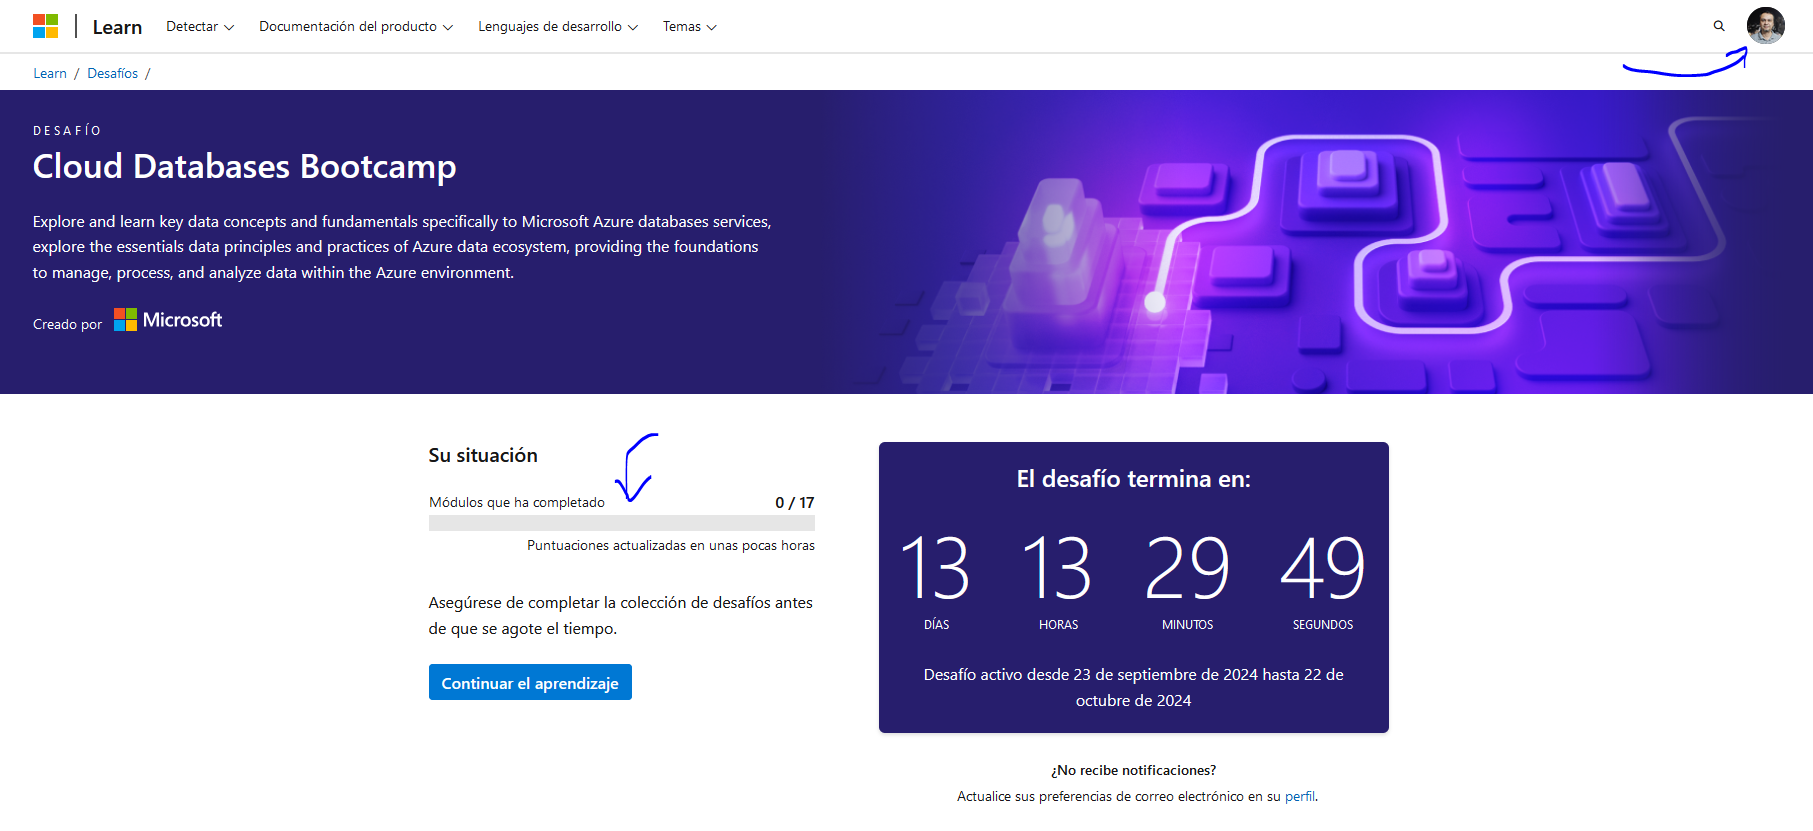 Learn
Detectar
Documentación del producto
Lenguajes de desarrollo
Temas
Learn / Desafíos /
DESAFÍO
Cloud Databases Bootcamp
Explore and learn key data concepts and fundamentals specifically to Microsoft Azure databases services,
explore the essentials data principles and practices of Azure data ecosystem, providing the foundations
to manage, process, and analyze data within the Azure environment.
Creado por Microsoft
Su situación
Módulos que ha completado 0 / 17
Puntuaciones actualizadas en unas pocas horas
Asegúrese de completar la colección de desafíos antes
de que se agote el tiempo.
Continuar el aprendizaje
El desafío termina en:
13 13 29 49
DÍAS HORAS MINUTOS SEGUNDOS
Desafío activo desde 23 de septiembre de 2024 hasta 22 de
octubre de 2024
¿No recibe notificaciones?
Actualice sus preferencias de correo electrónico en su perfil.